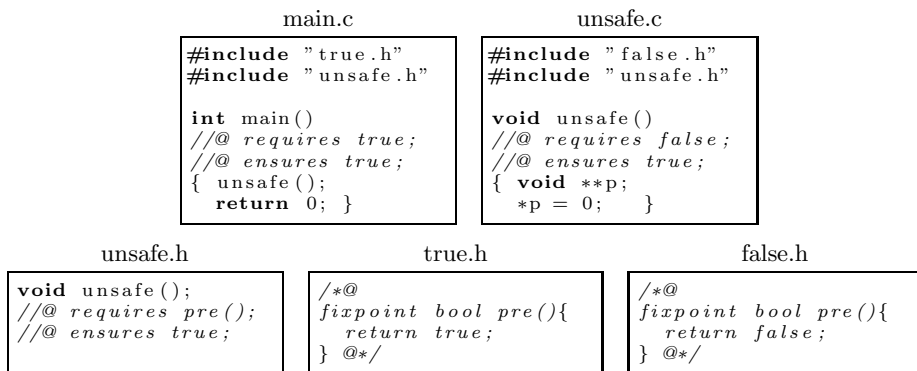 main.c
#include "true.h"
#include "unsafe.h"
int main()
//@ requires true;
//@ ensures true;
{ unsafe();
return 0; }
unsafe.c
#include "false.h"
#include "unsafe.h"
void unsafe()
//@ requires false;
//@ ensures true;
{ void **p;
*p = 0; }
unsafe.h
void unsafe();
//@ requires pre();
//@ ensures true;
true.h
/*@
fixpoint bool pre(){
return true;
} @*/
false.h
/*@
fixpoint bool pre(){
return false;
} @*/